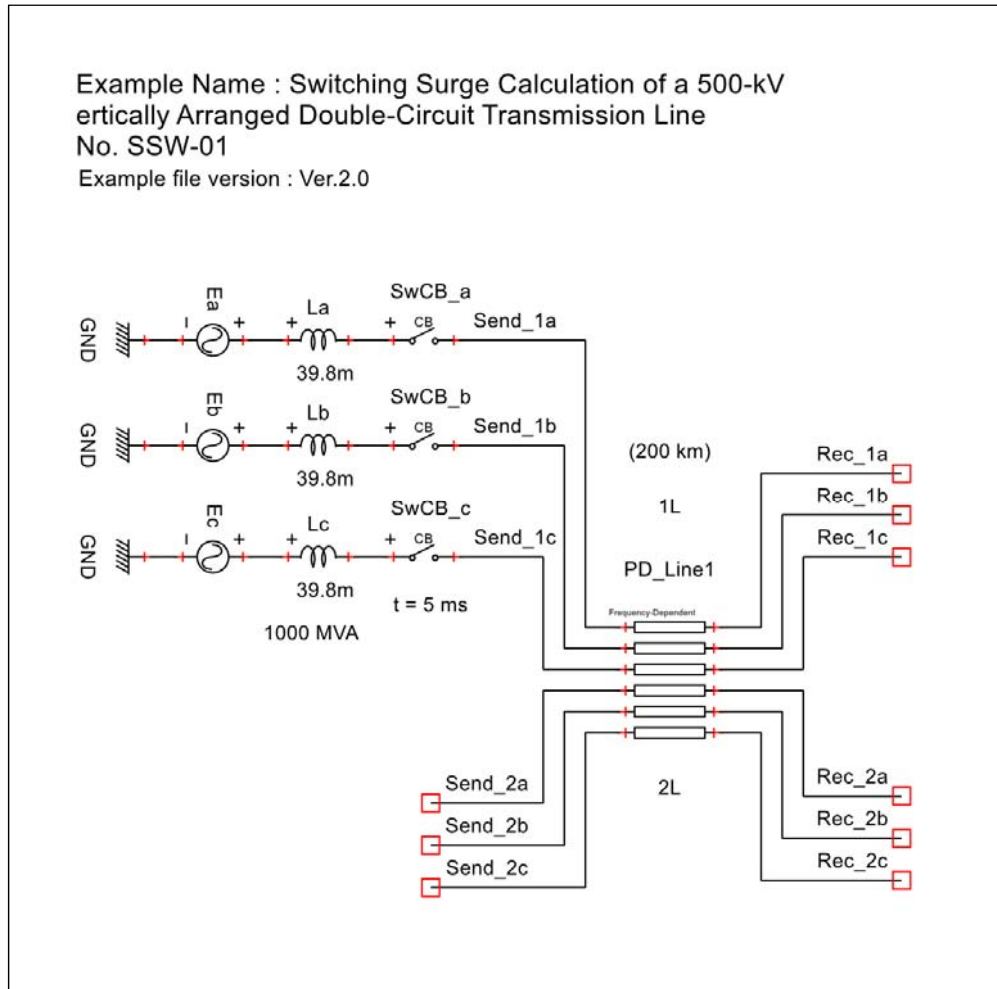 Example Name : Switching Surge Calculation of a 500-kV
ertically Arranged Double-Circuit Transmission Line
No. SSW-01
Example file version : Ver.2.0
GND
Ea
La
39.8m
SwCB_a
CB
Send_1a
GND
Eb
Lb
39.8m
SwCB_b
CB
Send_1b
GND
Ec
Lc
39.8m
SwCB_c
CB
Send_1c
t = 5 ms
1000 MVA
(200 km)
1L
PD_Line1
Frequency-Dependent
Rec_1a
Rec_1b
Rec_1c
Send_2a
Send_2b
Send_2c
2L
Rec_2a
Rec_2b
Rec_2c